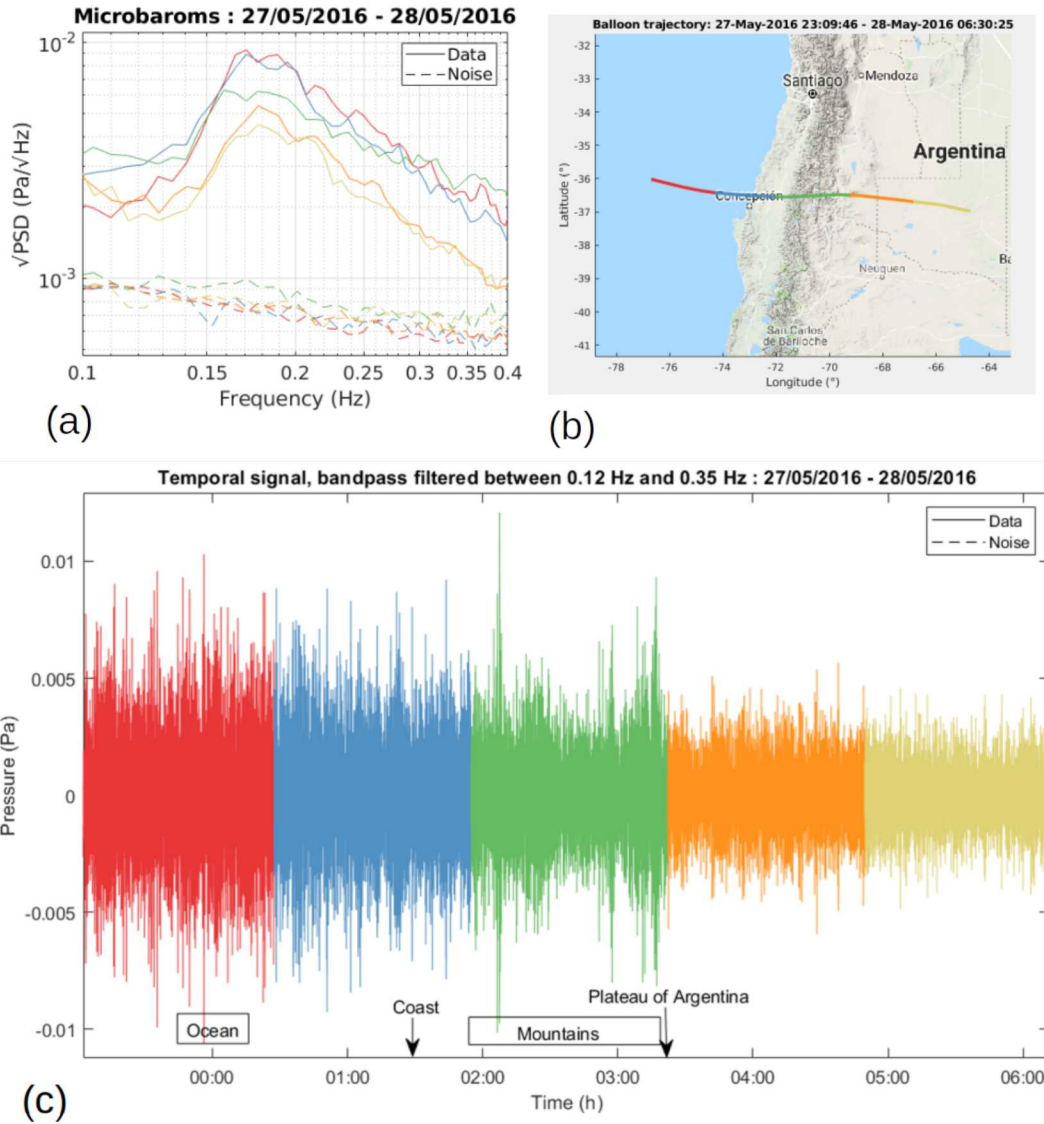 Microbaroms : 27/05/2016 - 28/05/2016
10⁻²
Data
Noise
√PSD (Pa/√Hz)
10⁻³
0.1 0.15 0.2 0.25 0.3 0.35 0.4
Frequency (Hz)
(a)
Balloon trajectory: 27-May-2016 23:09:46 - 28-May-2016 06:30:25
-32
-33
-34
-35
-36
-37
-38
-39
-40
-41
Latitude (°)
Santiago
Mendoza
Argentina
Concepción
Neuquen
Ba
San Carlos
de Bariloche
-78 -76 -74 -72 -70 -68 -66 -64
Longitude (°)
(b)
Temporal signal, bandpass filtered between 0.12 Hz and 0.35 Hz : 27/05/2016 - 28/05/2016
Data
Noise
0.01
0.005
0
-0.005
-0.01
Pressure (Pa)
Ocean
Coast
Mountains
Plateau of Argentina
00:00 01:00 02:00 03:00 04:00 05:00 06:00
Time (h)
(c)